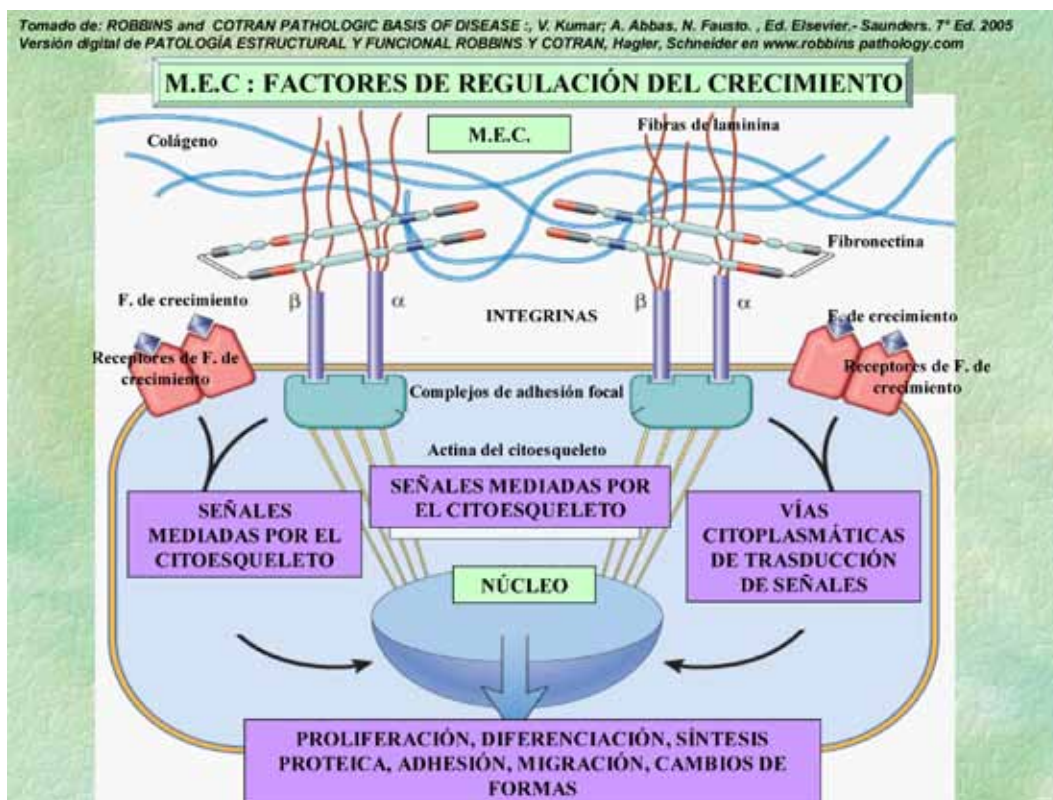 Tomado de: ROBBINS and COTRAN PATHOLOGIC BASIS OF DISEASE :, V. Kumar; A. Abbas, N. Fausto. , Ed. Elsevier.- Saunders. 7° Ed. 2005
Versión digital de PATOLOGÍA ESTRUCTURAL Y FUNCIONAL ROBBINS Y COTRAN, Hagler, Schneider en www.robbins pathology.com
M.E.C : FACTORES DE REGULACIÓN DEL CRECIMIENTO
Colágeno
M.E.C.
Fibras de laminina
Fibronectina
β
α
β
α
INTEGRINAS
F. de crecimiento
F. de crecimiento
Receptores de F. de
crecimiento
Receptores de F. de
crecimiento
Complejos de adhesión focal
Actina del citoesqueleto
SEÑALES
MEDIADAS POR EL
CITOESQUELETO
SEÑALES MEDIADAS POR
EL CITOESQUELETO
VÍAS
CITOPLASMÁTICAS
DE TRASDUCCIÓN
DE SEÑALES
NÚCLEO
PROLIFERACIÓN, DIFERENCIACIÓN, SÍNTESIS
PROTEICA, ADHESIÓN, MIGRACIÓN, CAMBIOS DE
FORMAS